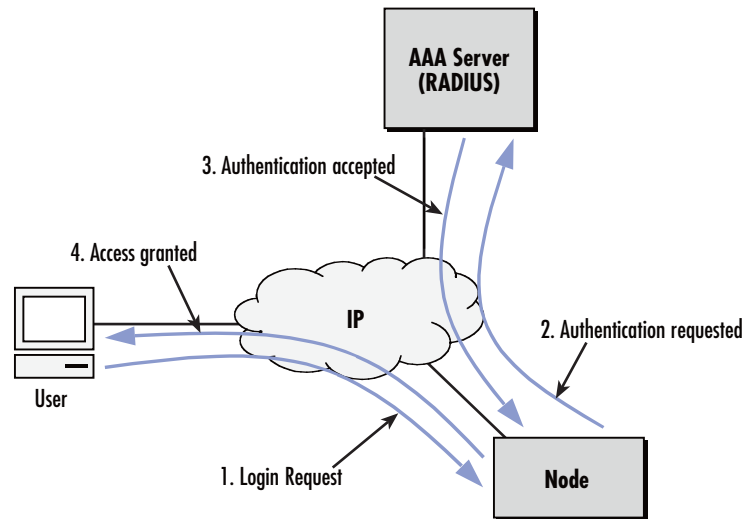 AAA Server
(RADIUS)
3. Authentication accepted
4. Access granted
IP
2. Authentication requested
User
1. Login Request
Node